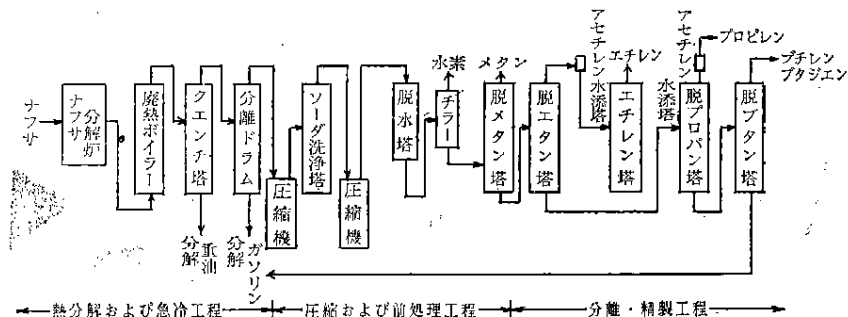 ナフサ
ナフサ分解炉
廃熱ボイラー
クエンチ塔
分解重油
分離ドラム
分解ガソリン
圧縮機
ソーダ洗浄塔
圧縮機
脱水塔
チラー
水素
脱メタン塔
メタン
脱エタン塔
アセチレン水添塔
エチレン塔
エチレン
アセチレン水添塔
脱プロパン塔
プロピレン
脱ブタン塔
ブチレン
ブタジエン
熱分解および急冷工程
圧縮および前処理工程
分離・精製工程